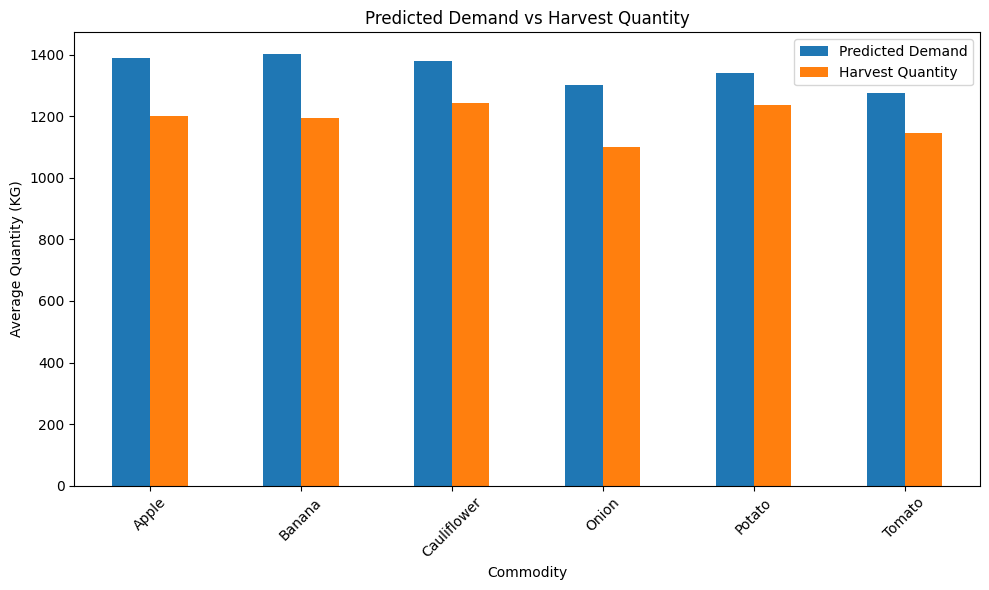 Predicted Demand vs Harvest Quantity
Predicted Demand
Harvest Quantity
Average Quantity (KG)
1400
1200
1000
800
600
400
200
0
Apple
Banana
Cauliflower
Onion
Potato
Tomato
Commodity